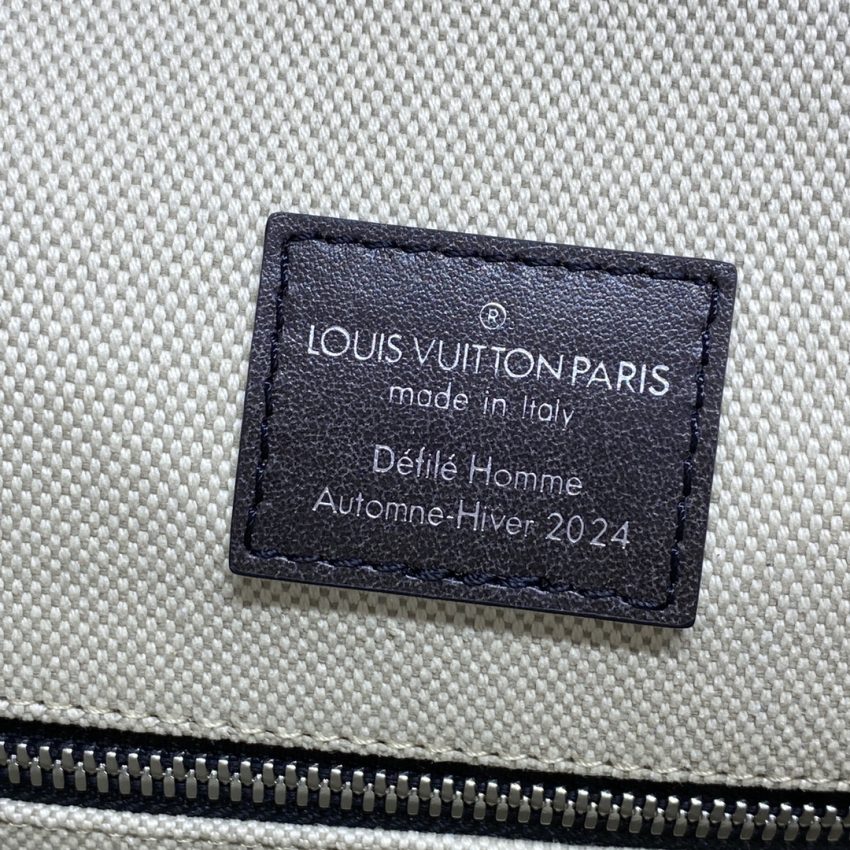 ®
LOUIS VUITTON PARIS
made in Italy
Défilé Homme
Automne-Hiver 2024